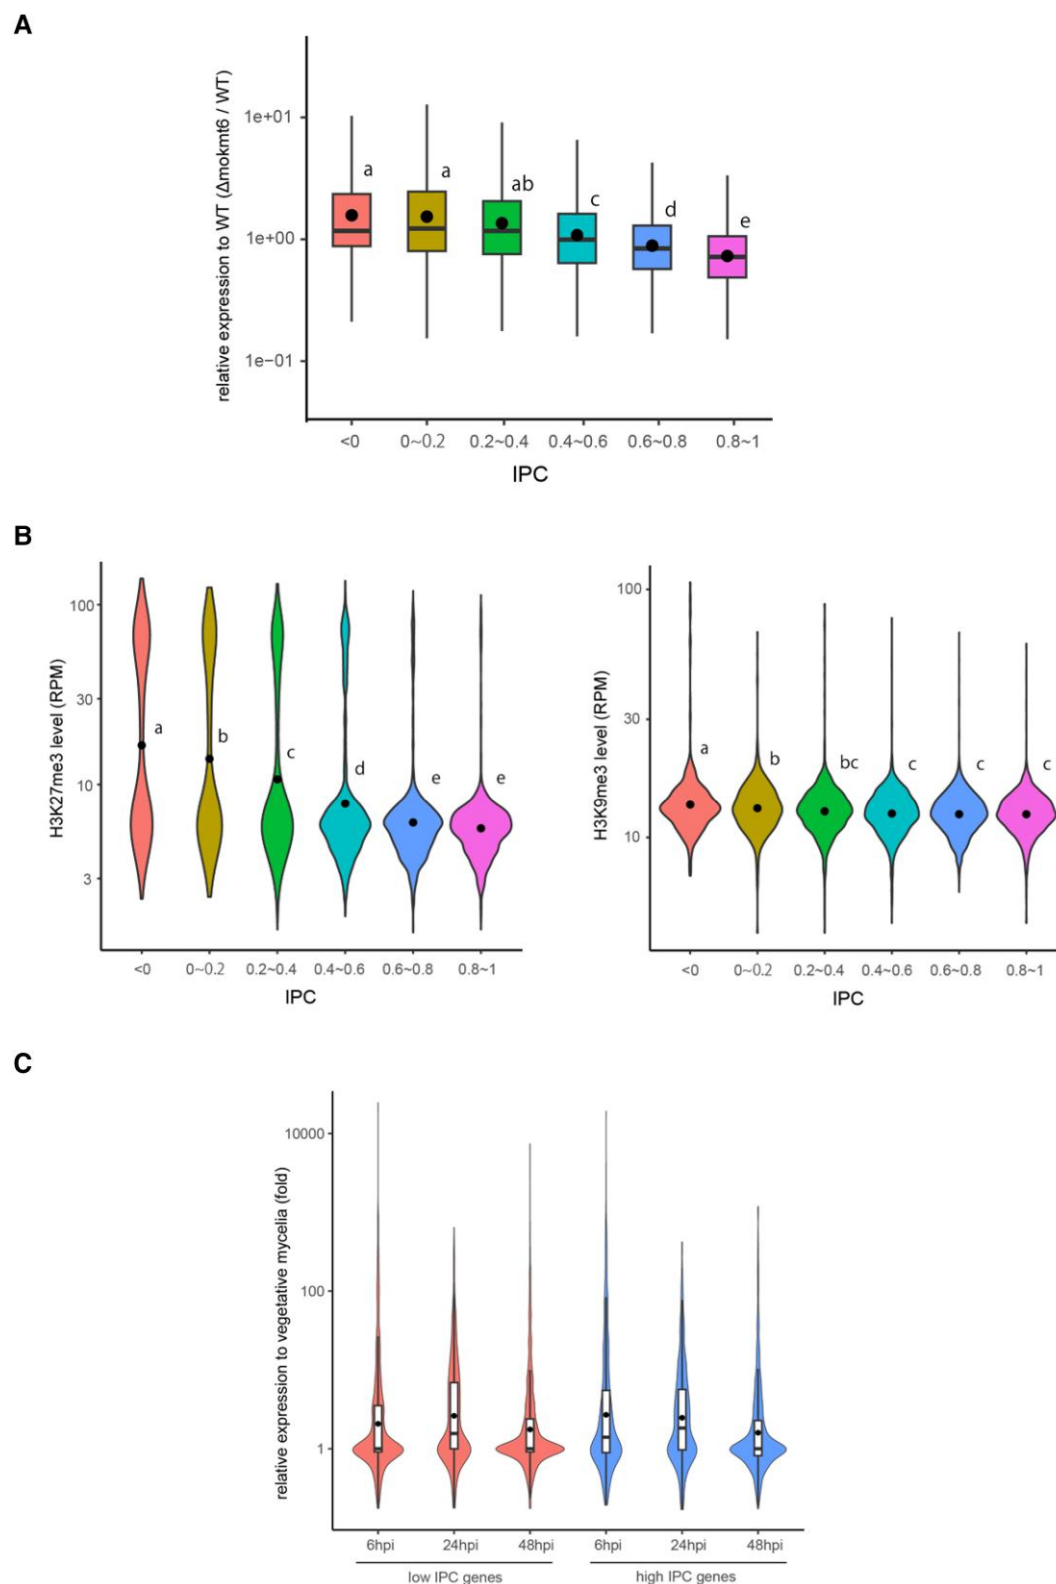 A
relative expression to WT (Δmokmt6 / WT)
1e+01
1e+00
1e−01
a
a
ab
c
d
e
<0
0~0.2
0.2~0.4
0.4~0.6
0.6~0.8
0.8~1
IPC
B
H3K27me3 level (RPM)
100
30
10
3
a
b
c
d
e
e
<0
0~0.2
0.2~0.4
0.4~0.6
0.6~0.8
0.8~1
IPC
H3K9me3 level (RPM)
100
30
10
a
b
bc
c
c
c
<0
0~0.2
0.2~0.4
0.4~0.6
0.6~0.8
0.8~1
IPC
C
relative expression to vegetative mycelia (fold)
10000
100
1
6hpi
24hpi
48hpi
6hpi
24hpi
48hpi
low IPC genes
high IPC genes